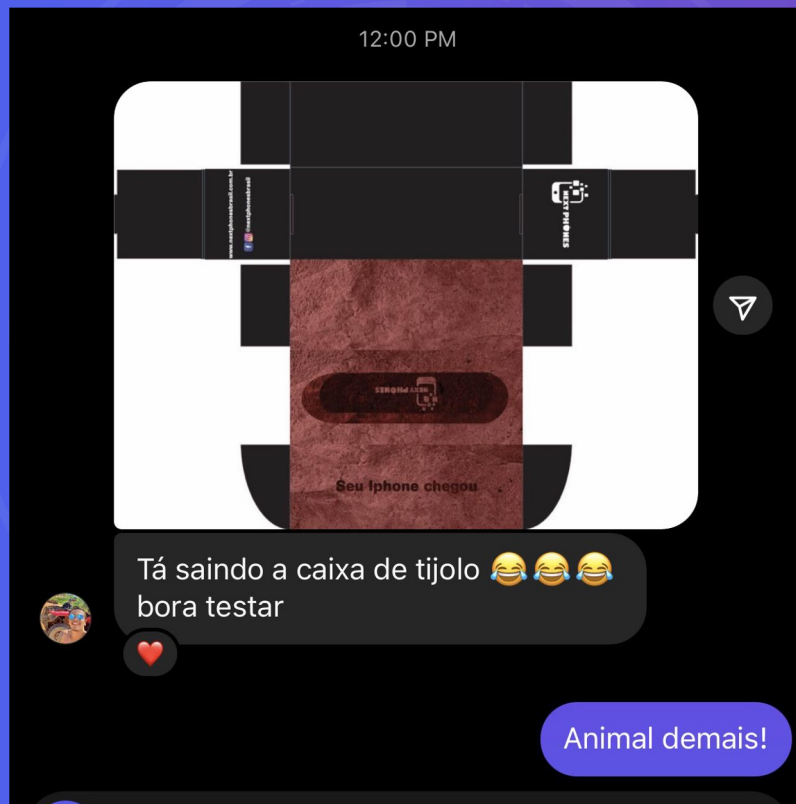 12:00 PM
www.nextphonesbrasil.com.br
@nextphonesbrasil
NEXT PHONES
NEXT PHONES
Seu Iphone chegou
Tá saindo a caixa de tijolo 😂😂😂
bora testar
❤️
Animal demais!